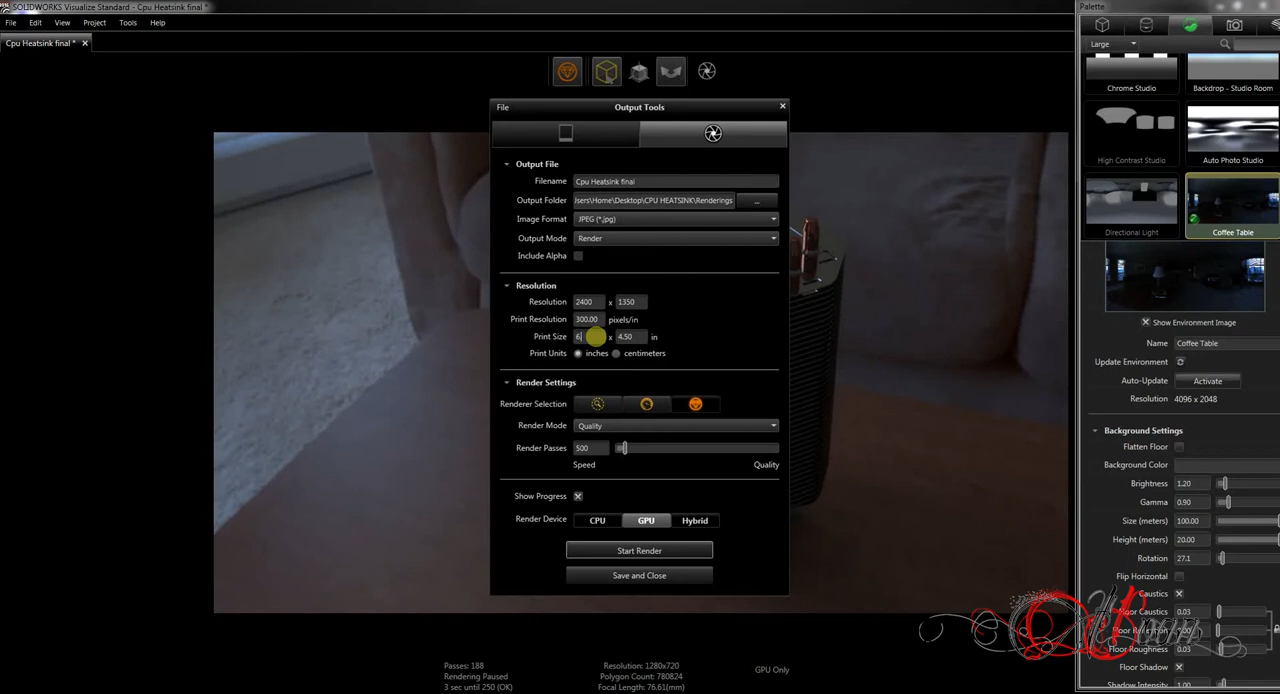 SOLIDWORKS Visualize Standard - Cpu Heatsink final *
File Edit View Project Tools Help
Cpu Heatsink final *
Palette
Large
Chrome Studio
Backdrop - Studio Room
High Contrast Studio
Auto Photo Studio
Directional Light
Coffee Table
Show Environment Image
Name Coffee Table
Update Environment
Auto-Update Activate
Resolution 4096 x 2048
Background Settings
Flatten Floor
Background Color
Brightness 1.20
Gamma 0.90
Size (meters) 100.00
Height (meters) 20.00
Rotation 27.1
Flip Horizontal
Caustics
Floor Caustics 0.03
Floor
Floor Roughness 0.03
Floor Shadow
Shadow Intensity 1.00
File Output Tools
Output File
Filename Cpu Heatsink final
Output Folder Jsers\Home\Desktop\CPU HEATSINK\Renderings ...
Image Format JPEG (*.jpg)
Output Mode Render
Include Alpha
Resolution
Resolution 2400 x 1350
Print Resolution 300.00 pixels/in
Print Size 6 x 4.50 in
Print Units inches centimeters
Render Settings
Renderer Selection
Render Mode Quality
Render Passes 500
Speed Quality
Show Progress
Render Device CPU GPU Hybrid
Start Render
Save and Close
Passes: 188
Rendering Paused
3 sec until 250 (OK)
Resolution: 1280x720
Polygon Count: 780824
Focal Length: 76.61(mm)
GPU Only